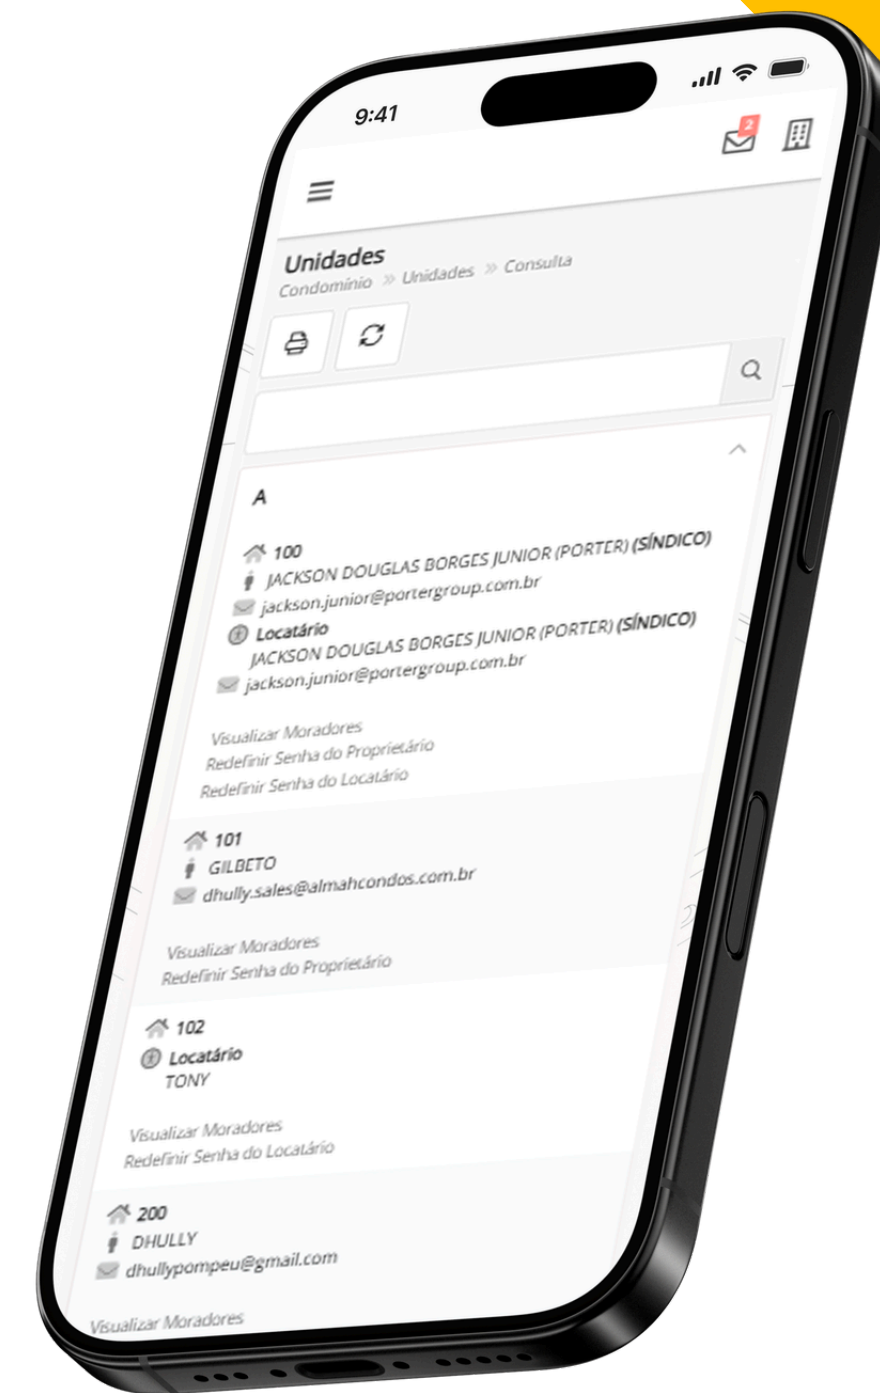 9:41
2
Unidades
Condomínio » Unidades » Consulta
A
100
JACKSON DOUGLAS BORGES JUNIOR (PORTER) (SÍNDICO)
jackson.junior@portergroup.com.br
Locatário
JACKSON DOUGLAS BORGES JUNIOR (PORTER) (SÍNDICO)
jackson.junior@portergroup.com.br
Visualizar Moradores
Redefinir Senha do Proprietário
Redefinir Senha do Locatário
101
GILBETO
dhully.sales@almahcondos.com.br
Visualizar Moradores
Redefinir Senha do Proprietário
102
Locatário
TONY
Visualizar Moradores
Redefinir Senha do Locatário
200
DHULLY
dhullypompeu@gmail.com
Visualizar Moradores